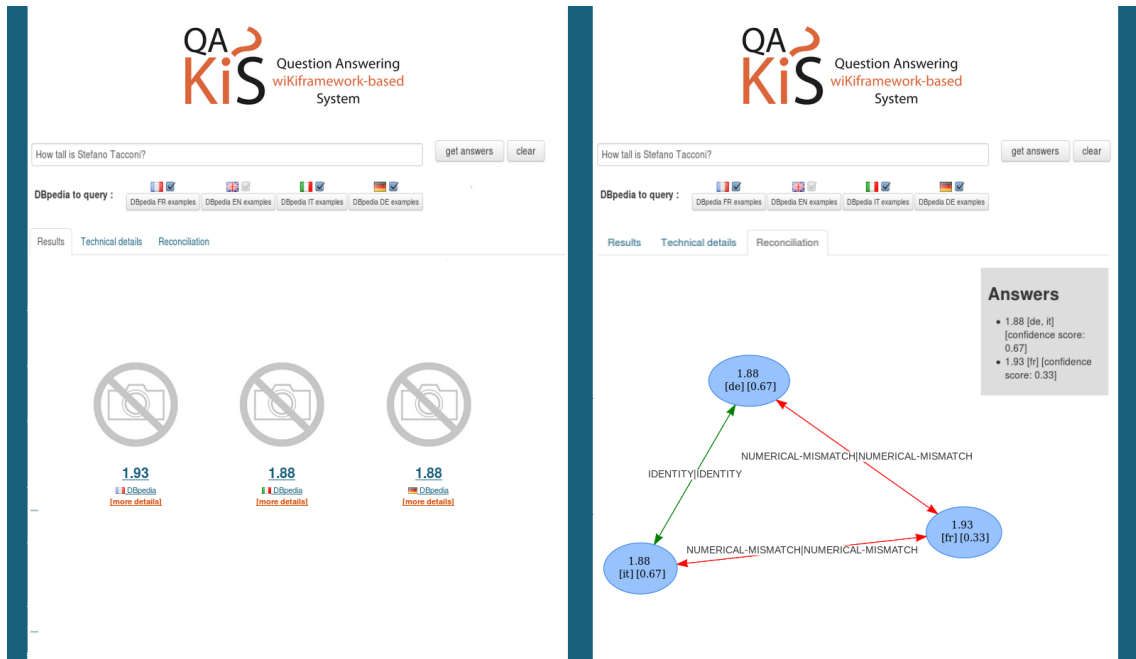 QA
KiS
Question Answering
wiKiframework-based
System
How tall is Stefano Tacconi?
get answers
clear
DBpedia to query :
DBpedia FR examples
DBpedia EN examples
DBpedia IT examples
DBpedia DE examples
Results
Technical details
Reconciliation
1.93
DBpedia
[more details]
1.88
DBpedia
[more details]
1.88
DBpedia
[more details]
QA
KiS
Question Answering
wiKiframework-based
System
How tall is Stefano Tacconi?
get answers
clear
DBpedia to query :
DBpedia FR examples
DBpedia EN examples
DBpedia IT examples
DBpedia DE examples
Results
Technical details
Reconciliation
Answers
• 1.88 [de, it]
[confidence score:
0.67]
• 1.93 [fr] [confidence
score: 0.33]
1.88
[de] [0.67]
NUMERICAL-MISMATCH|NUMERICAL-MISMATCH
IDENTITY|IDENTITY
1.93
[fr] [0.33]
NUMERICAL-MISMATCH|NUMERICAL-MISMATCH
1.88
[it] [0.67]